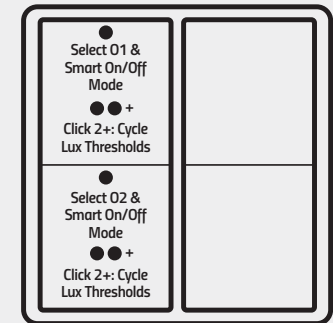 Select O1 &
Smart On/Off
Mode
+
Click 2+: Cycle
Lux Thresholds
Select O2 &
Smart On/Off
Mode
+
Click 2+: Cycle
Lux Thresholds